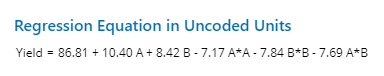 Regression Equation in Uncoded Units
Yield = 86.81 + 10.40 A + 8.42 B - 7.17 A*A - 7.84 B*B - 7.69 A*B